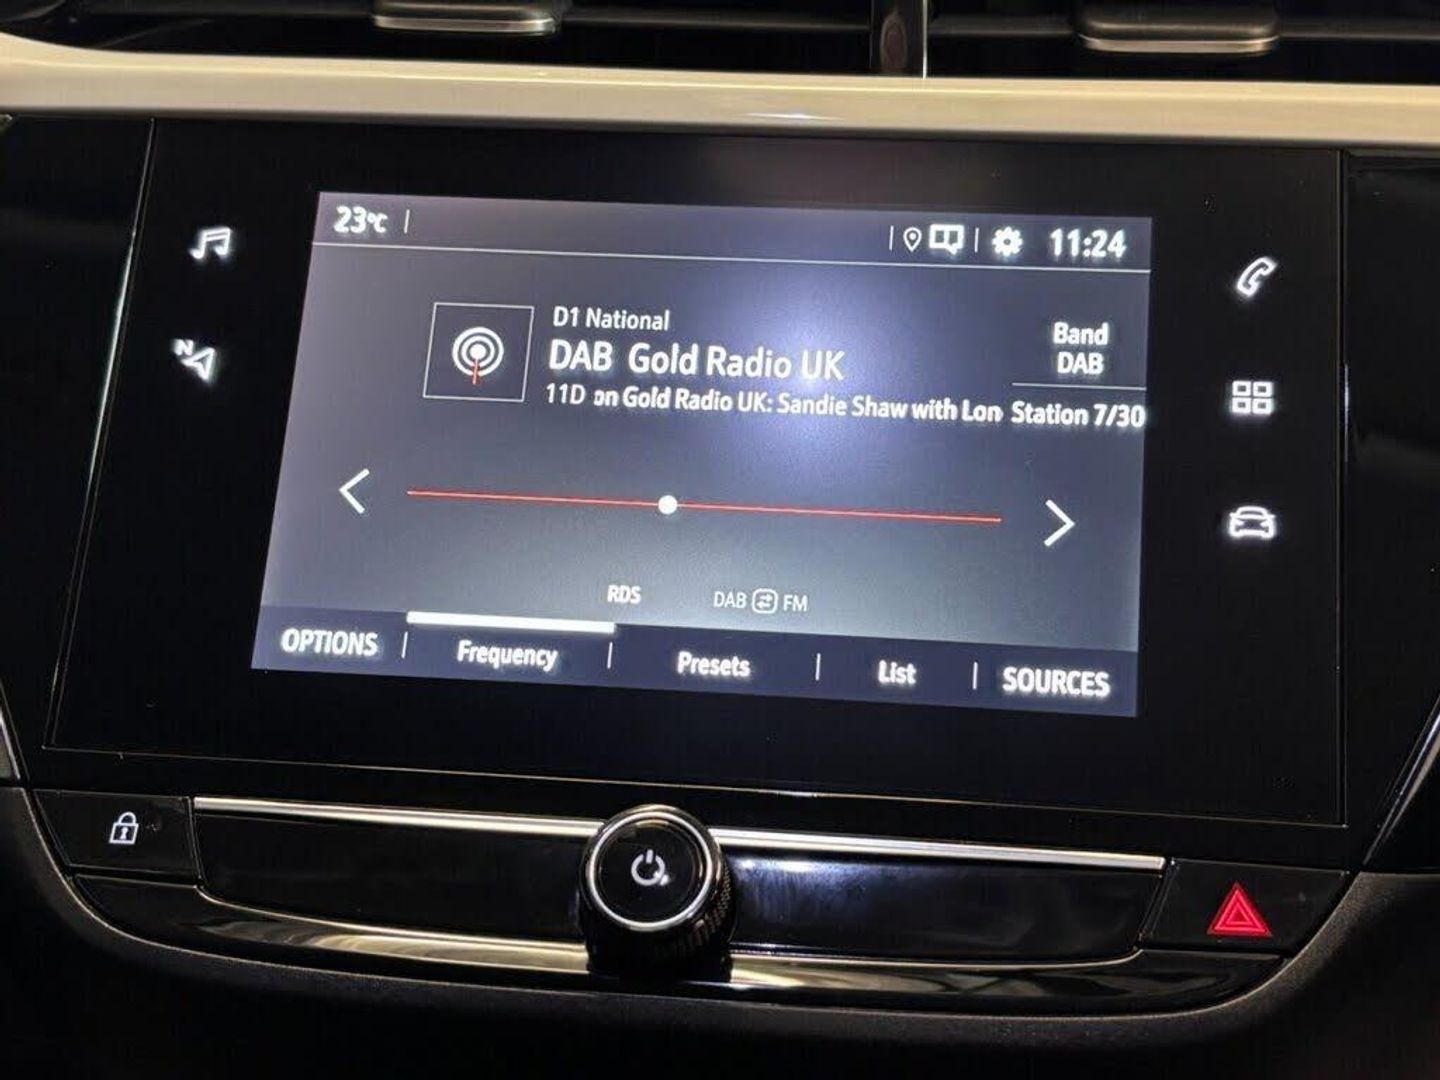 23°C
11:24
N
D1 National
DAB Gold Radio UK
11D on Gold Radio UK: Sandie Shaw with Lon
Band
DAB
Station 7/30
RDS
DAB FM
OPTIONS
Frequency
Presets
List
SOURCES